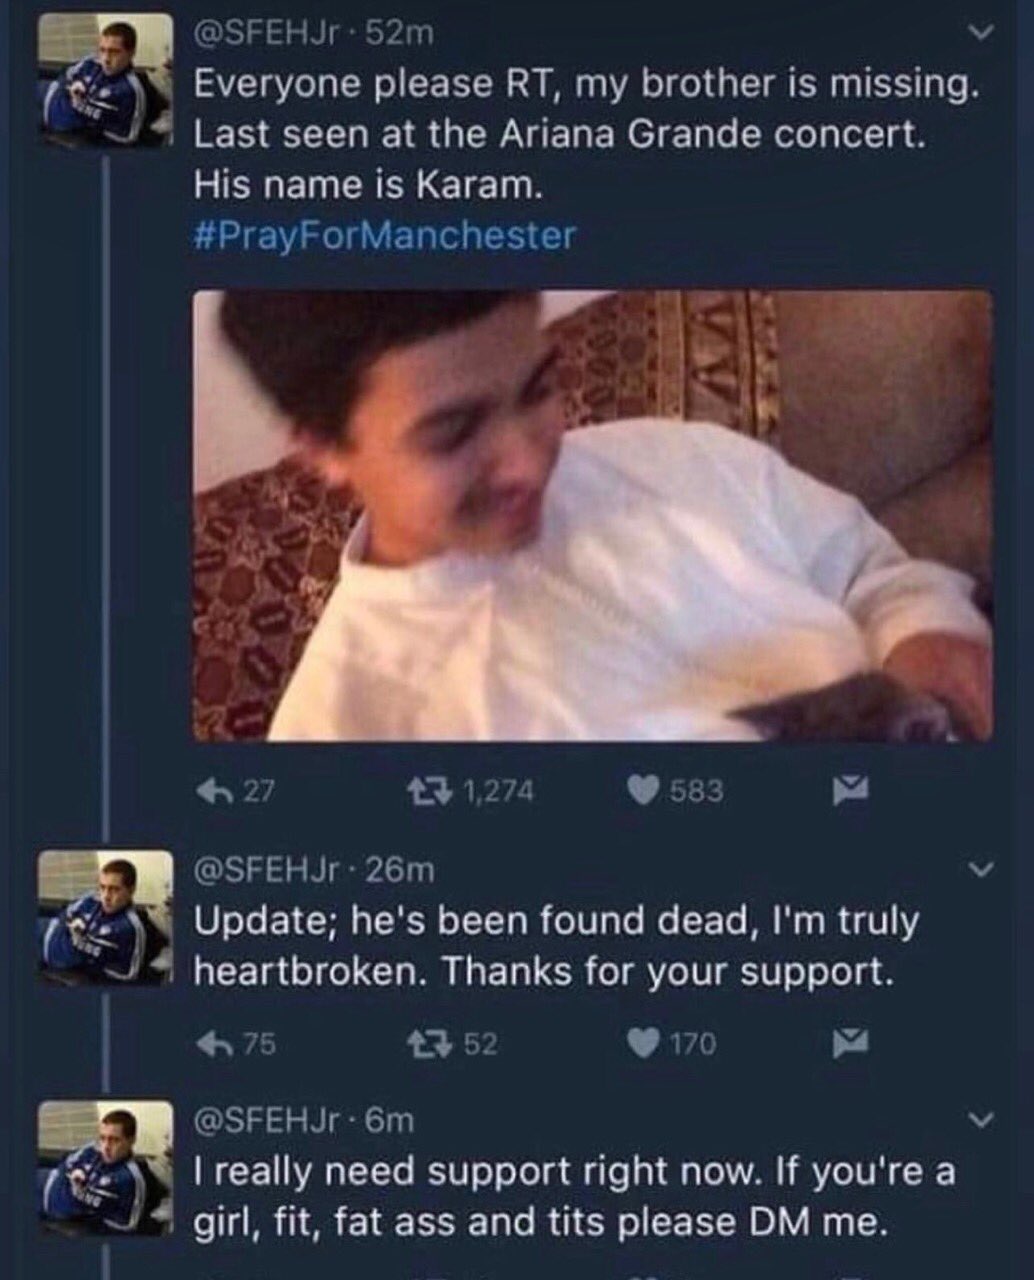 @SFEHJr · 52m
Everyone please RT, my brother is missing.
Last seen at the Ariana Grande concert.
His name is Karam.
#PrayForManchester
27 1,274 583
@SFEHJr · 26m
Update; he's been found dead, I'm truly
heartbroken. Thanks for your support.
75 52 170
@SFEHJr · 6m
I really need support right now. If you're a
girl, fit, fat ass and tits please DM me.